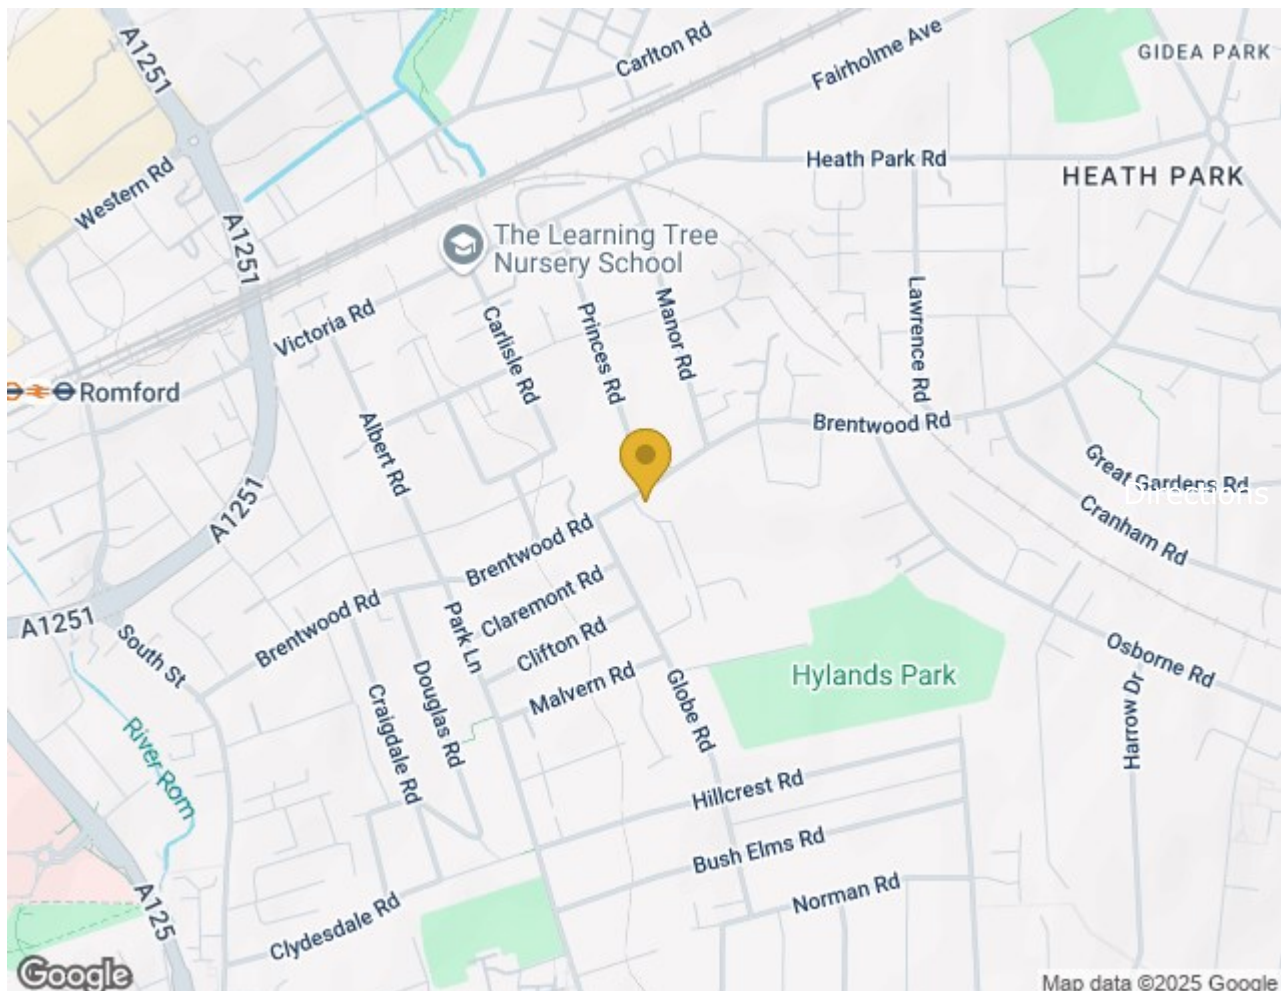 A1251
Carlton Rd
Fairholme Ave
GIDEA PARK
Western Rd
Heath Park Rd
HEATH PARK
A1251
The Learning Tree
Nursery School
Victoria Rd
Carlisle Rd
Princes Rd
Manor Rd
Lawrence Rd
Romford
Albert Rd
Brentwood Rd
Great Gardens Rd
Directions
A1251
Cranham Rd
Brentwood Rd
Claremont Rd
Brentwood Rd
A1251
South St
Park Ln
Clifton Rd
Osborne Rd
Douglas Rd
Malvern Rd
Globe Rd
Hylands Park
Harrow Dr
Craigdale Rd
River Rom
Hillcrest Rd
Bush Elms Rd
Norman Rd
A125
Clydesdale Rd
Google
Map data ©2025 Google